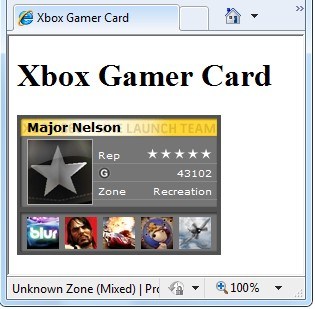 Xbox Gamer Card
»
Xbox Gamer Card
Major Nelson
LAUNCH TEAM
Rep ★★★★★
G 43102
Zone Recreation
blur
Unknown Zone (Mixed) | Pr
100%